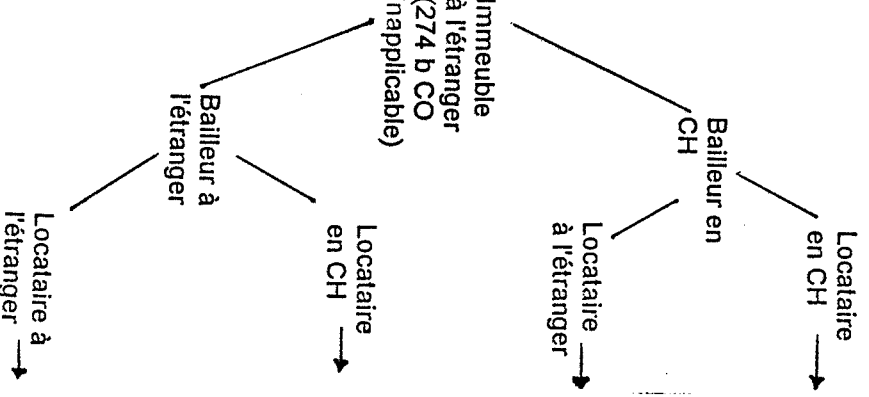 Immeuble
à l'étranger
(274 b CO
inapplicable)
Bailleur en
CH
Locataire
en CH
Locataire
à l'étranger
Bailleur à
l'étranger
Locataire
en CH
Locataire à
l'étranger